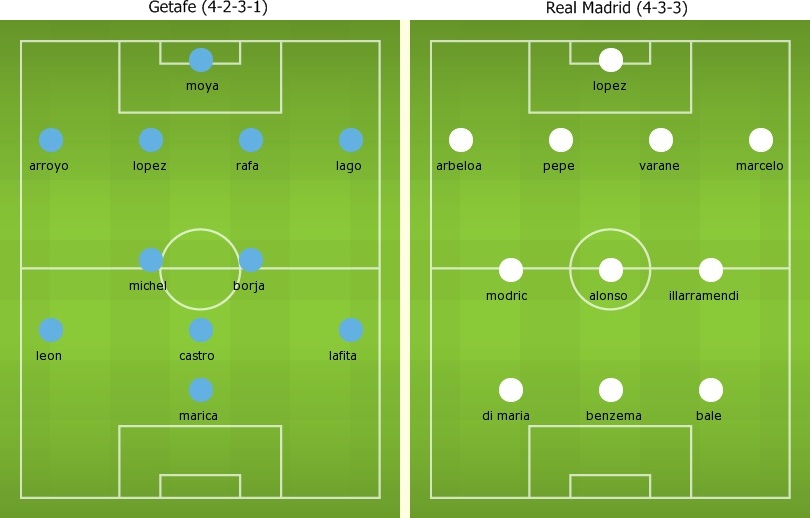 Getafe (4-2-3-1)
moya
arroyo lopez rafa lago
michel borja
leon castro lafita
marica
Real Madrid (4-3-3)
lopez
arbeloa pepe varane marcelo
modric alonso illarramendi
di maria benzema bale